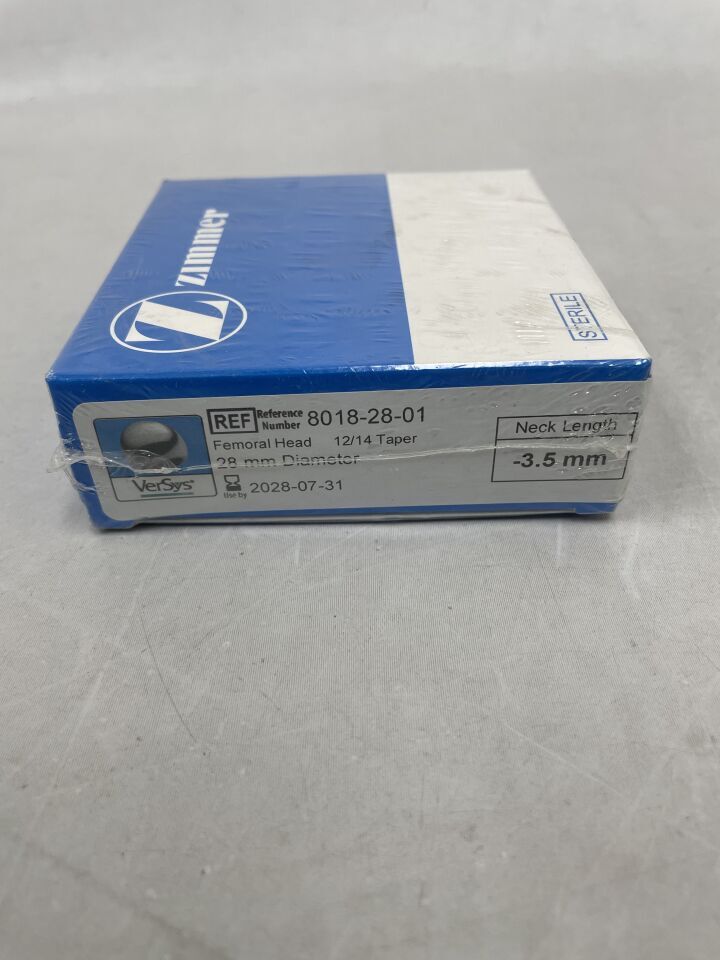 Z zimmer
STERILE
REF Reference Number 8018-28-01
Femoral Head 12/14 Taper
28 mm Diameter
VerSys®
Use by 2028-07-31
Neck Length
-3.5 mm